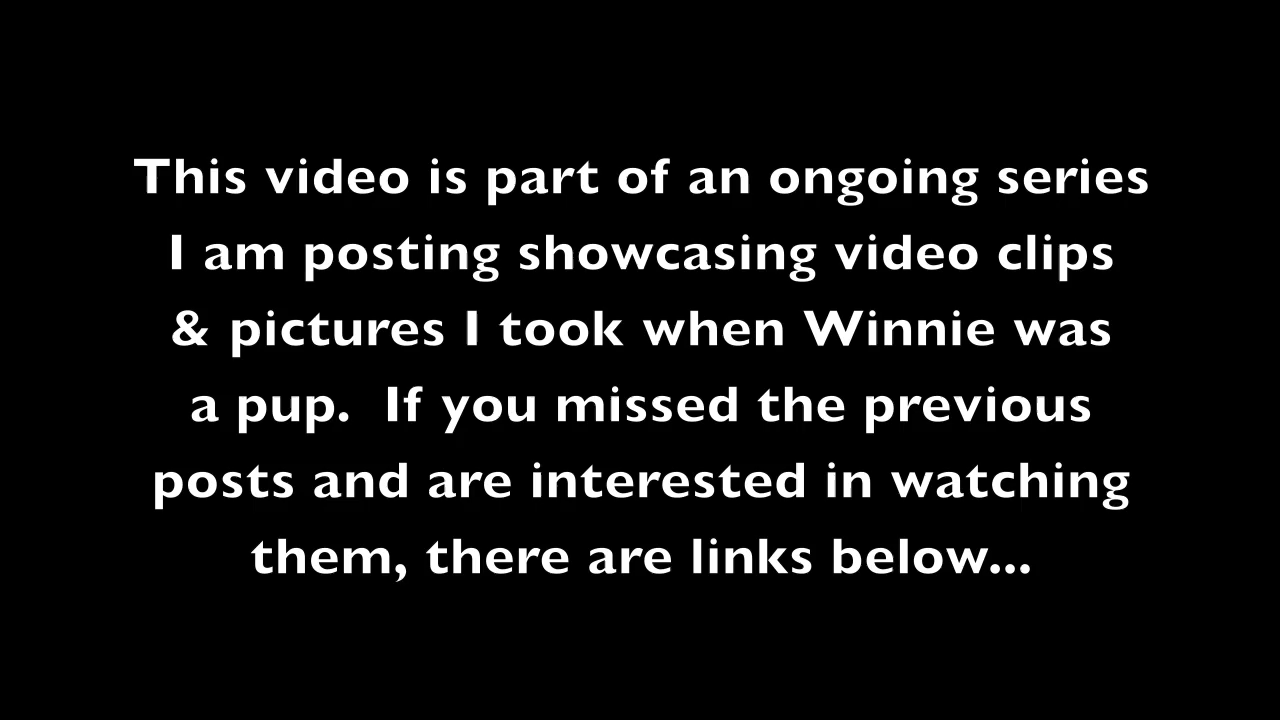 This video is part of an ongoing series
I am posting showcasing video clips
& pictures I took when Winnie was
a pup.  If you missed the previous
posts and are interested in watching
them, there are links below...